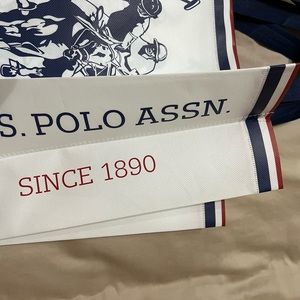 S. POLO ASSN.
SINCE 1890